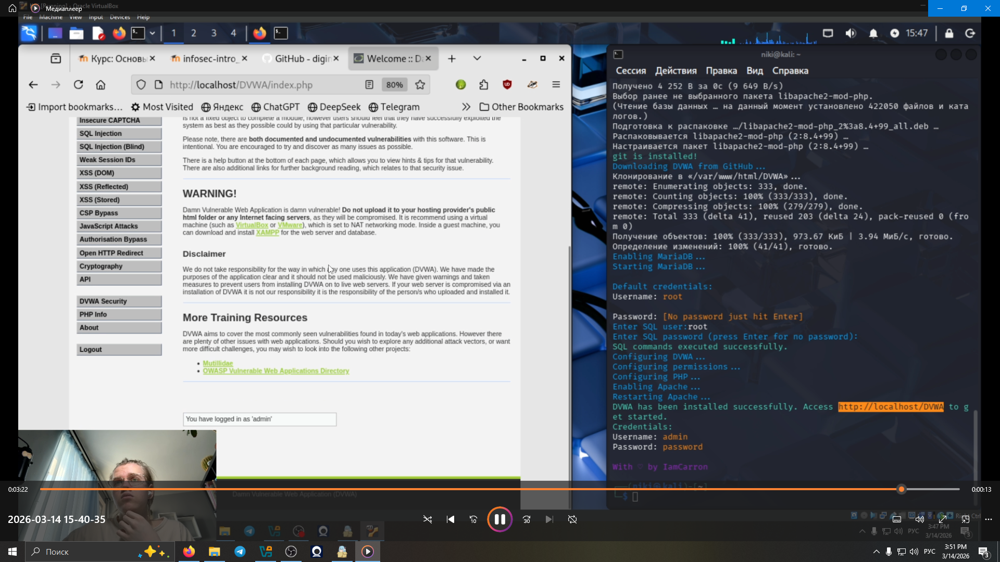 Медиаплеер
[Running] - Oracle VirtualBox
File Machine View Input Devices Help
1 2 3 4
15:47
Курс: Основы
infosec-intro_
GitHub - digin
Welcome :: Da
http://localhost/DVWA/index.php
80%
Import bookmarks...
Most Visited
Яндекс
ChatGPT
DeepSeek
Telegram
Other Bookmarks
Insecure CAPTCHA
SQL Injection
SQL Injection (Blind)
Weak Session IDs
XSS (DOM)
XSS (Reflected)
XSS (Stored)
CSP Bypass
JavaScript Attacks
Authorisation Bypass
Open HTTP Redirect
Cryptography
API
DVWA Security
PHP Info
About
Logout
is not a fixed object to complete a module; however users should feel that they have successfully exploited the
system as best as they possible could by using that particular vulnerability.
Please note, there are both documented and undocumented vulnerabilities with this software. This is
intentional. You are encouraged to try and discover as many issues as possible.
There is a help button at the bottom of each page, which allows you to view hints & tips for that vulnerability.
There are also additional links for further background reading, which relates to that security issue.
WARNING!
Damn Vulnerable Web Application is damn vulnerable! Do not upload it to your hosting provider's public
html folder or any Internet facing servers, as they will be compromised. It is recommend using a virtual
machine (such as VirtualBox or VMware), which is set to NAT networking mode. Inside a guest machine, you
can download and install XAMPP for the web server and database.
Disclaimer
We do not take responsibility for the way in which any one uses this application (DVWA). We have made the
purposes of the application clear and it should not be used maliciously. We have given warnings and taken
measures to prevent users from installing DVWA on to live web servers. If your web server is compromised via an
installation of DVWA it is not our responsibility it is the responsibility of the person/s who uploaded and installed it.
More Training Resources
DVWA aims to cover the most commonly seen vulnerabilities found in today's web applications. However there
are plenty of other issues with web applications. Should you wish to explore any additional attack vectors, or want
more difficult challenges, you may wish to look into the following other projects:
• Mutillidae
• OWASP Vulnerable Web Applications Directory
You have logged in as 'admin'
Damn Vulnerable Web Application (DVWA)
niki@kali: ~
Сессия Действия Правка Вид Справка
Получено 4 252 B за 0с (9 649 B/s)
Выбор ранее не выбранного пакета libapache2-mod-php.
(Чтение базы данных … на данный момент установлено 422050 файлов и ката
логов.)
Подготовка к распаковке …/libapache2-mod-php_2%3a8.4+99_all.deb …
Распаковывается libapache2-mod-php (2:8.4+99) …
Настраивается пакет libapache2-mod-php (2:8.4+99) …
git is installed!
Downloading DVWA from GitHub...
Клонирование в «/var/www/html/DVWA»...
remote: Enumerating objects: 333, done.
remote: Counting objects: 100% (333/333), done.
remote: Compressing objects: 100% (279/279), done.
remote: Total 333 (delta 41), reused 203 (delta 24), pack-reused 0 (fro
m 0)
Получение объектов: 100% (333/333), 973.67 КиБ | 3.94 МиБ/с, готово.
Определение изменений: 100% (41/41), готово.
Enabling MariaDB...
Starting MariaDB...
Default credentials:
Username: root
Password: [No password just hit Enter]
Enter SQL user:root
Enter SQL password (press Enter for no password):
SQL commands executed successfully.
Configuring DVWA...
Configuring permissions...
Configuring PHP...
Enabling Apache...
Restarting Apache...
DVWA has been installed successfully. Access http://localhost/DVWA to g
et started.
Credentials:
Username: admin
Password: password
With ♡ by IamCarron
(niki㉿kali)-[~]
$
0:03:22
0:00:13
2026-03-14 15-40-35
10
30
Right Ctrl
РУС
3:47 PM
3/14/2026
3
Поиск
РУС
3:51 PM
3/14/2026
3